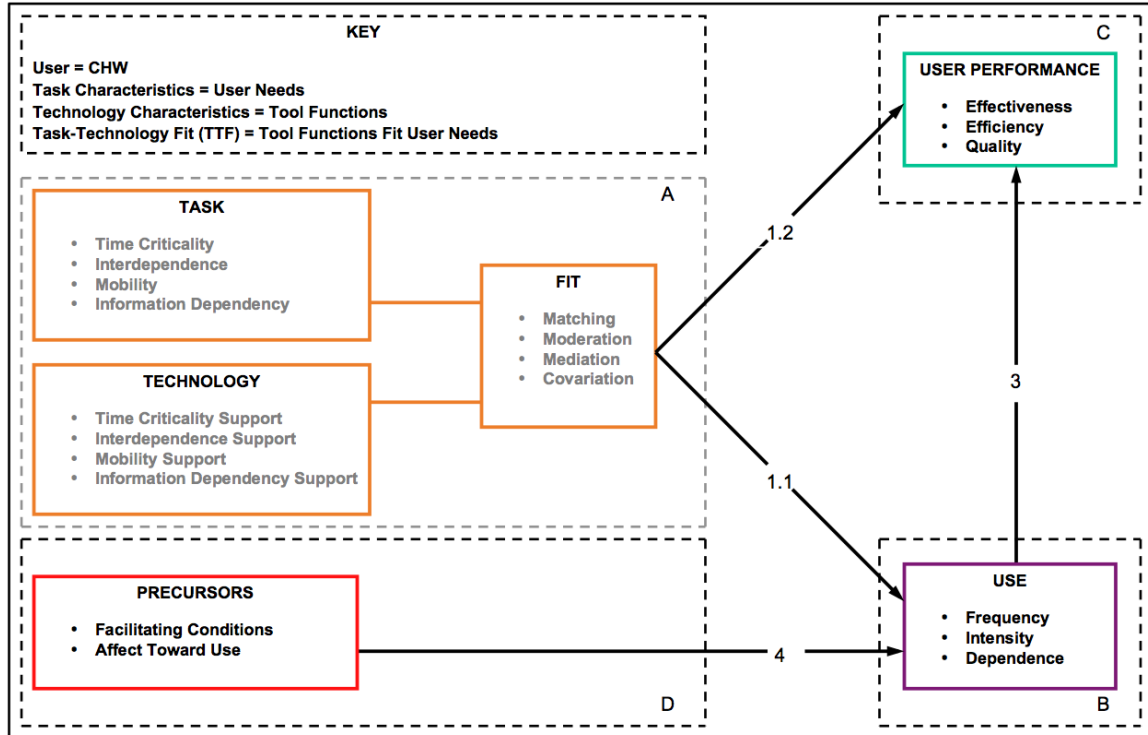 KEY
User = CHW
Task Characteristics = User Needs
Technology Characteristics = Tool Functions
Task-Technology Fit (TTF) = Tool Functions Fit User Needs
C
USER PERFORMANCE
• Effectiveness
• Efficiency
• Quality
A
TASK
• Time Criticality
• Interdependence
• Mobility
• Information Dependency
FIT
• Matching
• Moderation
• Mediation
• Covariation
TECHNOLOGY
• Time Criticality Support
• Interdependence Support
• Mobility Support
• Information Dependency Support
1.2
1.1
3
PRECURSORS
• Facilitating Conditions
• Affect Toward Use
4
D
USE
• Frequency
• Intensity
• Dependence
B